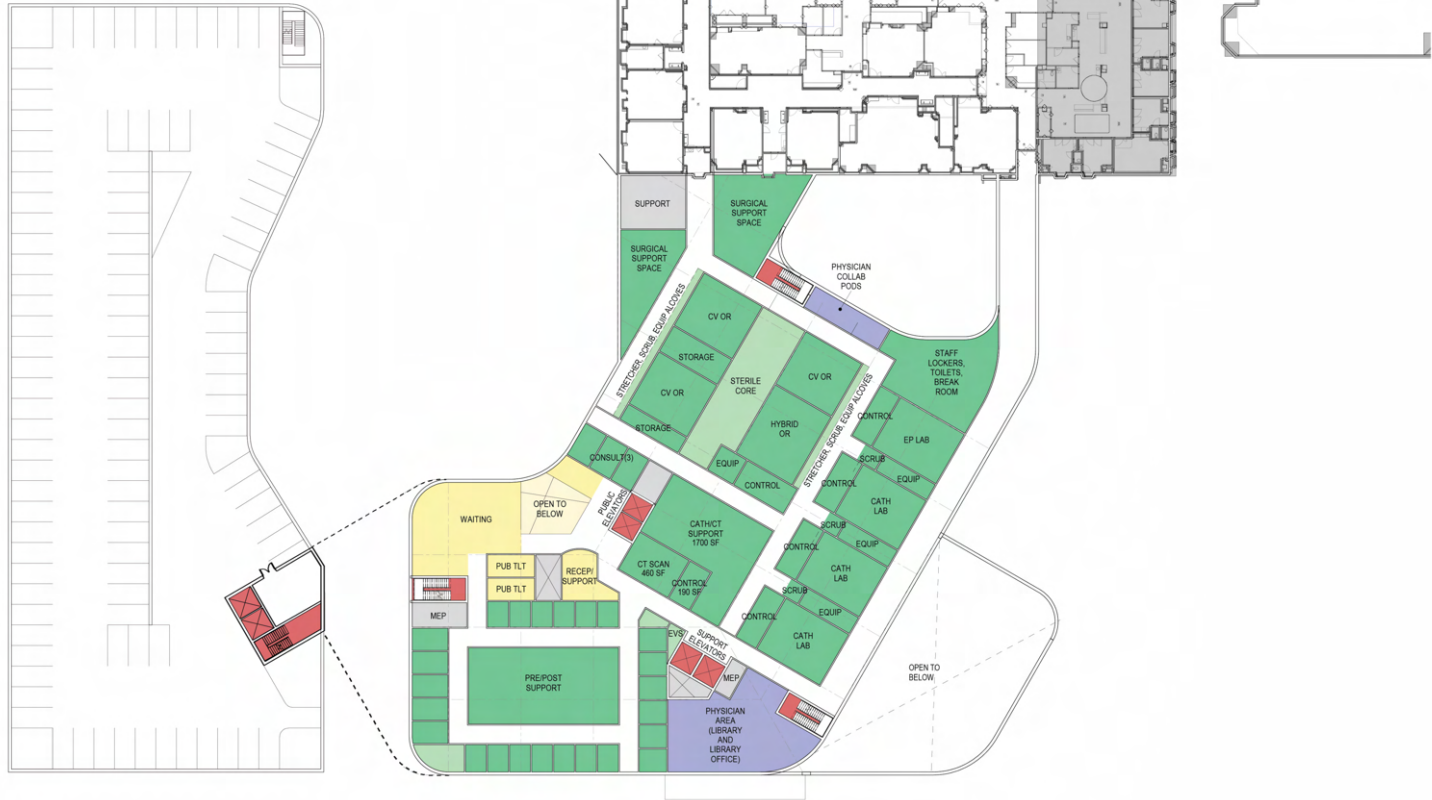 SUPPORT
SURGICAL
SUPPORT
SPACE
SURGICAL
SUPPORT
SPACE
PHYSICIAN
COLLAB
PODS
STRETCHER, SCRUB, EQUIP ALCOVES
CV OR
STORAGE
CV OR
STORAGE
STERILE
CORE
CV OR
HYBRID
OR
EQUIP
CONTROL
STRETCHER, SCRUB, EQUIP ALCOVES
STAFF
LOCKERS,
TOILETS,
BREAK
ROOM
CONTROL
EP LAB
SCRUB
EQUIP
CONTROL
CATH
LAB
SCRUB
EQUIP
CONTROL
CATH
LAB
SCRUB
EQUIP
CONTROL
CATH
LAB
CONSULT(3)
PUBLIC
ELEVATORS
OPEN TO
BELOW
WAITING
CATH/CT
SUPPORT
1700 SF
CT SCAN
460 SF
CONTROL
190 SF
PUB TLT
PUB TLT
RECEP/
SUPPORT
MEP
EVS
SUPPORT
ELEVATORS
MEP
PRE/POST
SUPPORT
PHYSICIAN
AREA
(LIBRARY
AND
LIBRARY
OFFICE)
OPEN TO
BELOW